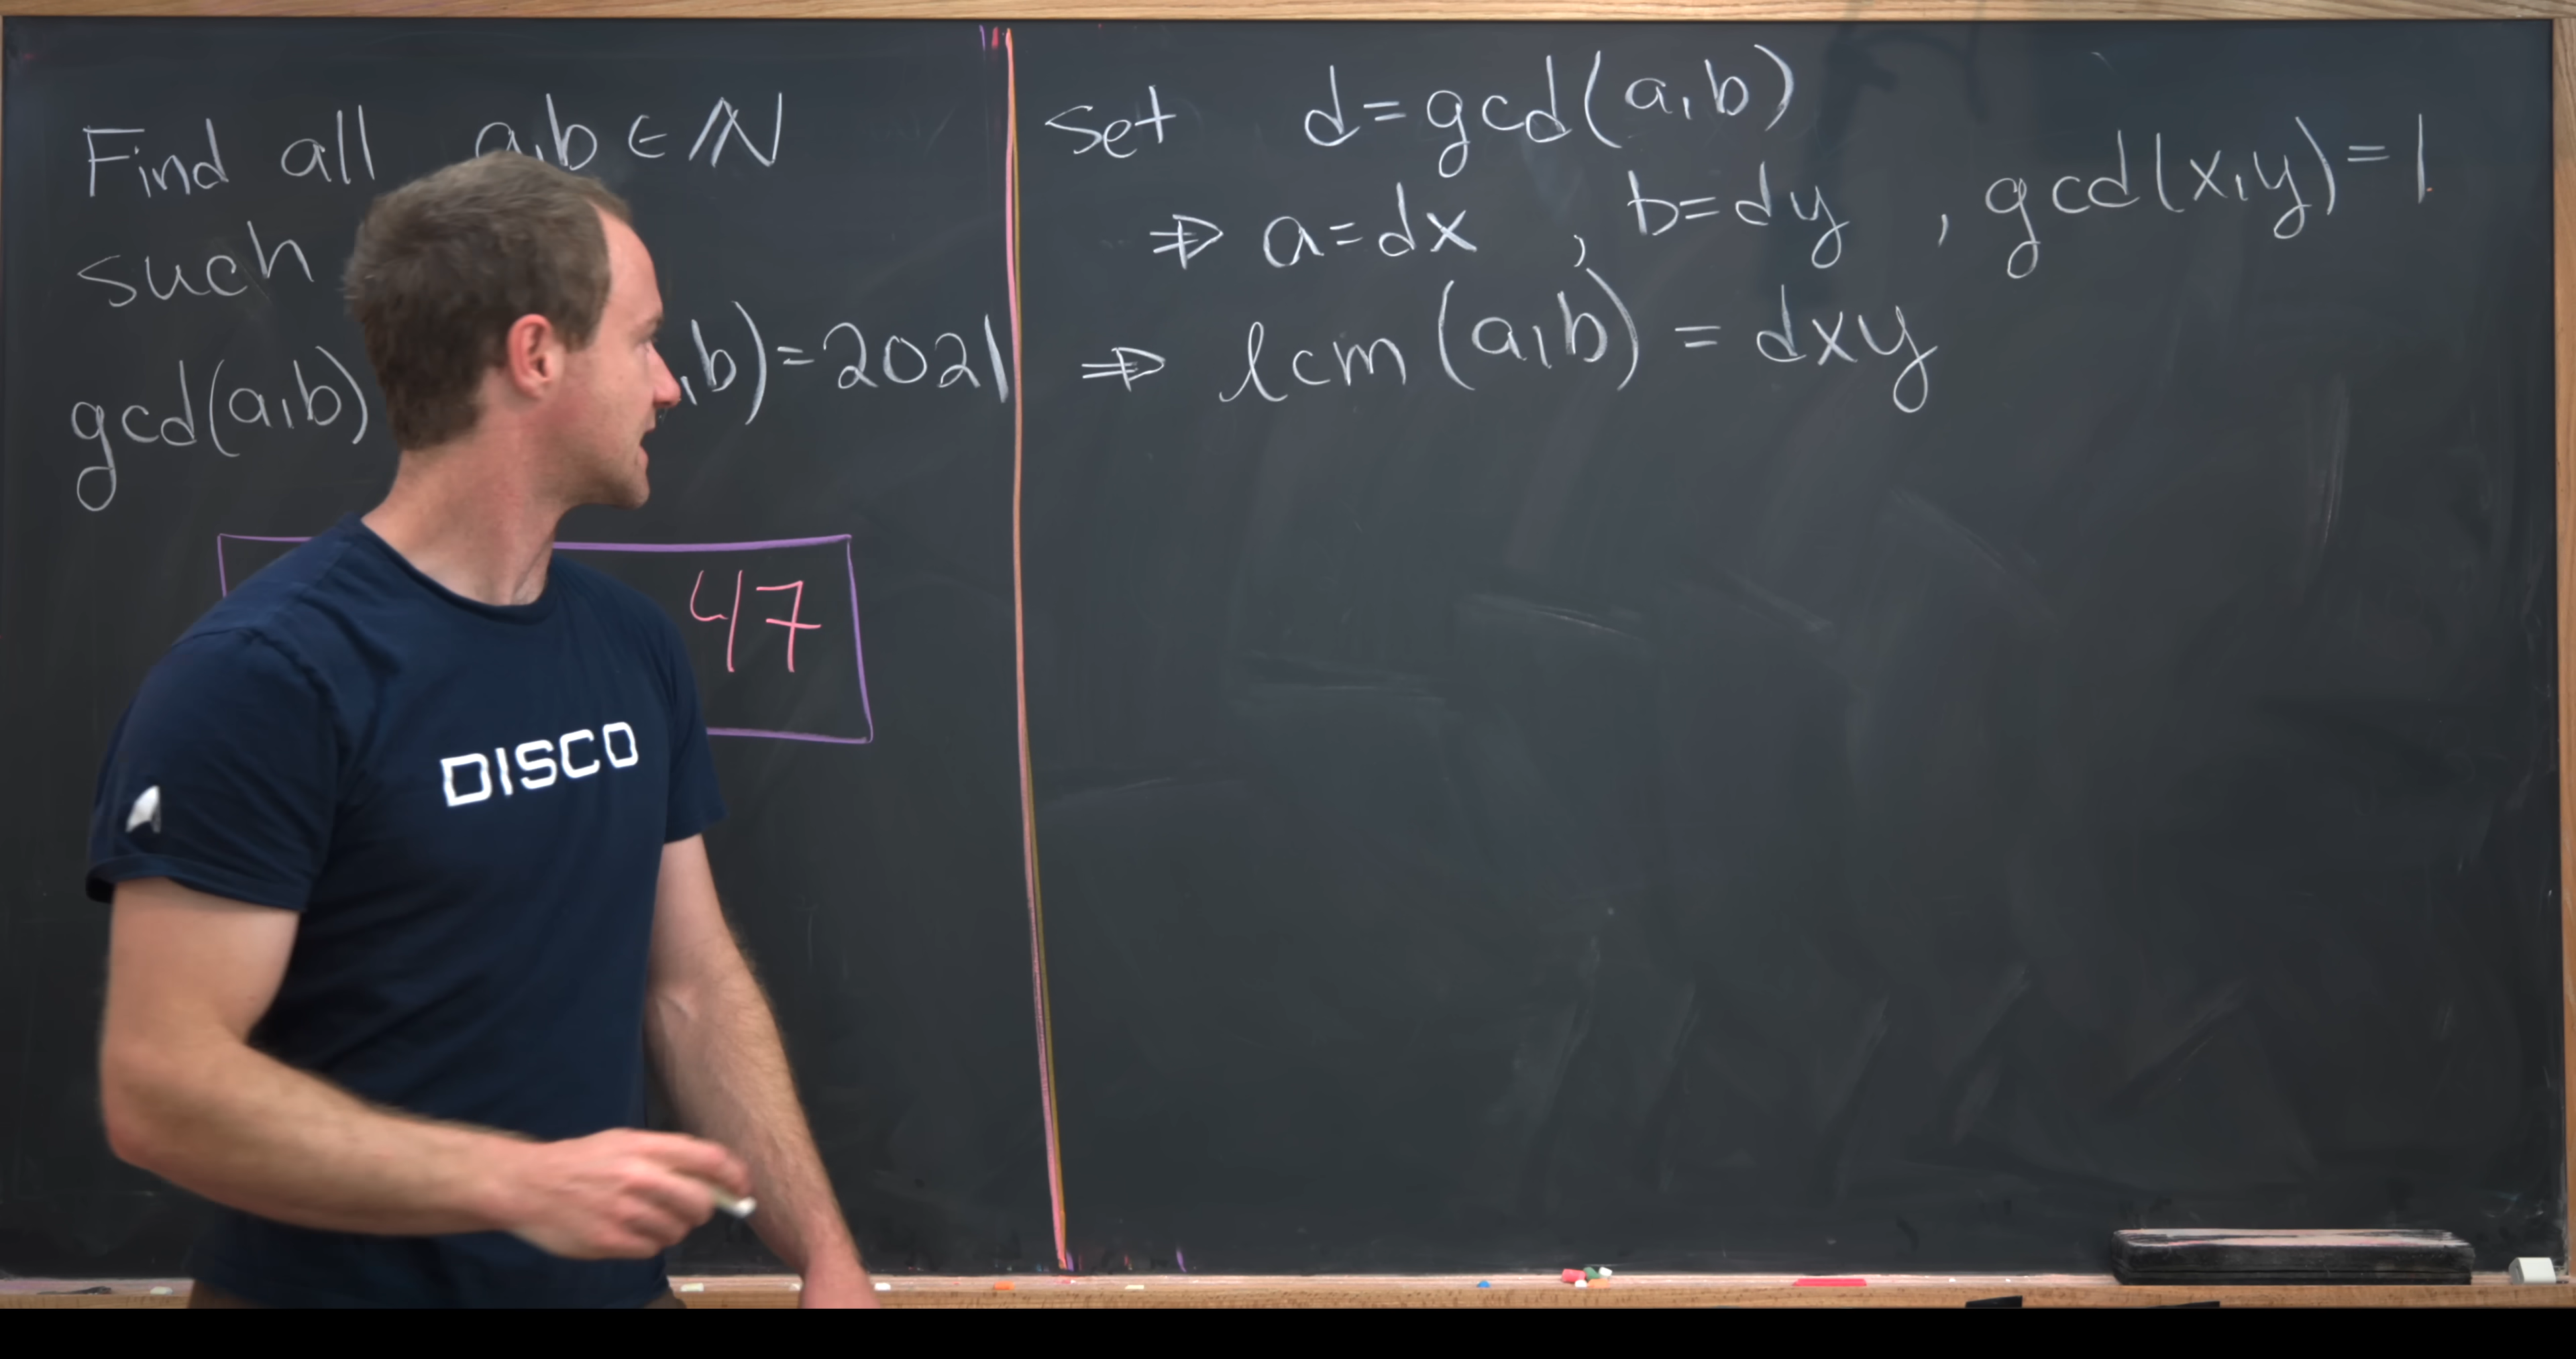 Find all a,b ∈ ℕ
such
gcd(a,b) ,b)=2021
47
set d=gcd(a,b)
⇒ a=dx , b=dy , gcd(x,y)=1
⇒ lcm(a,b) = dxy
DISCO